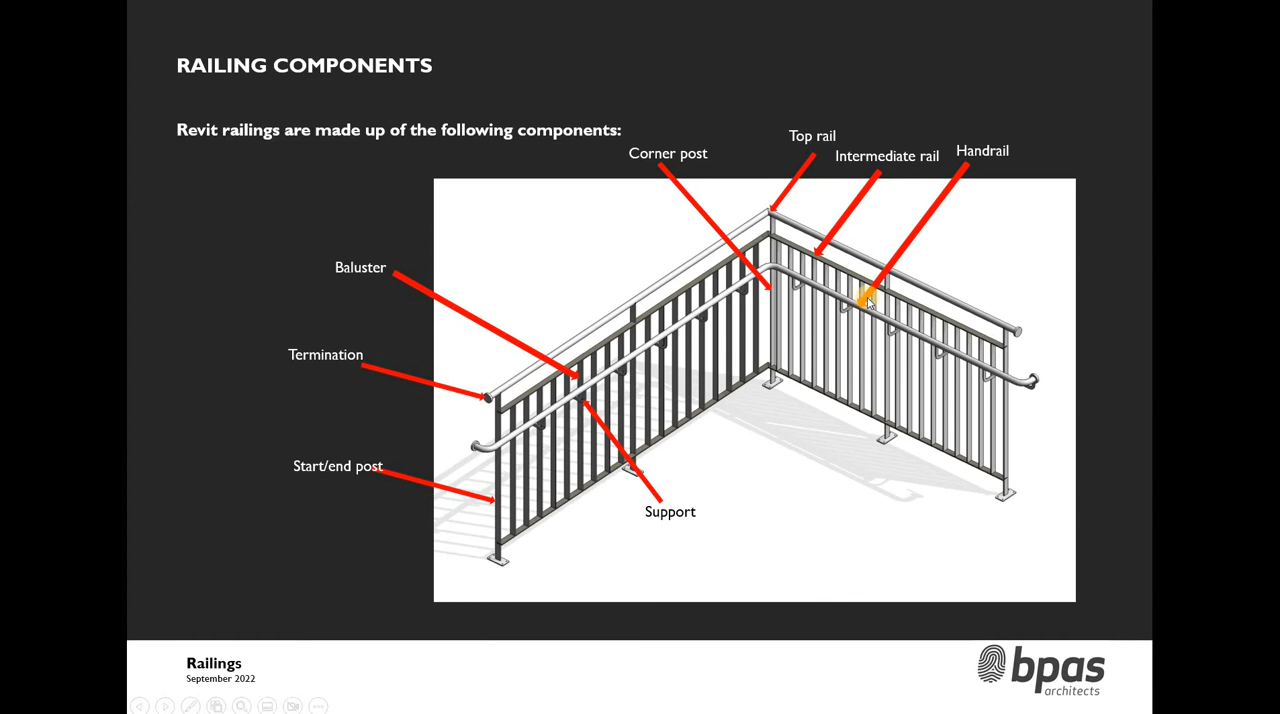 RAILING COMPONENTS
Revit railings are made up of the following components:
Top rail
Corner post
Intermediate rail
Handrail
Baluster
Termination
Start/end post
Support
Railings
September 2022
bpas
architects